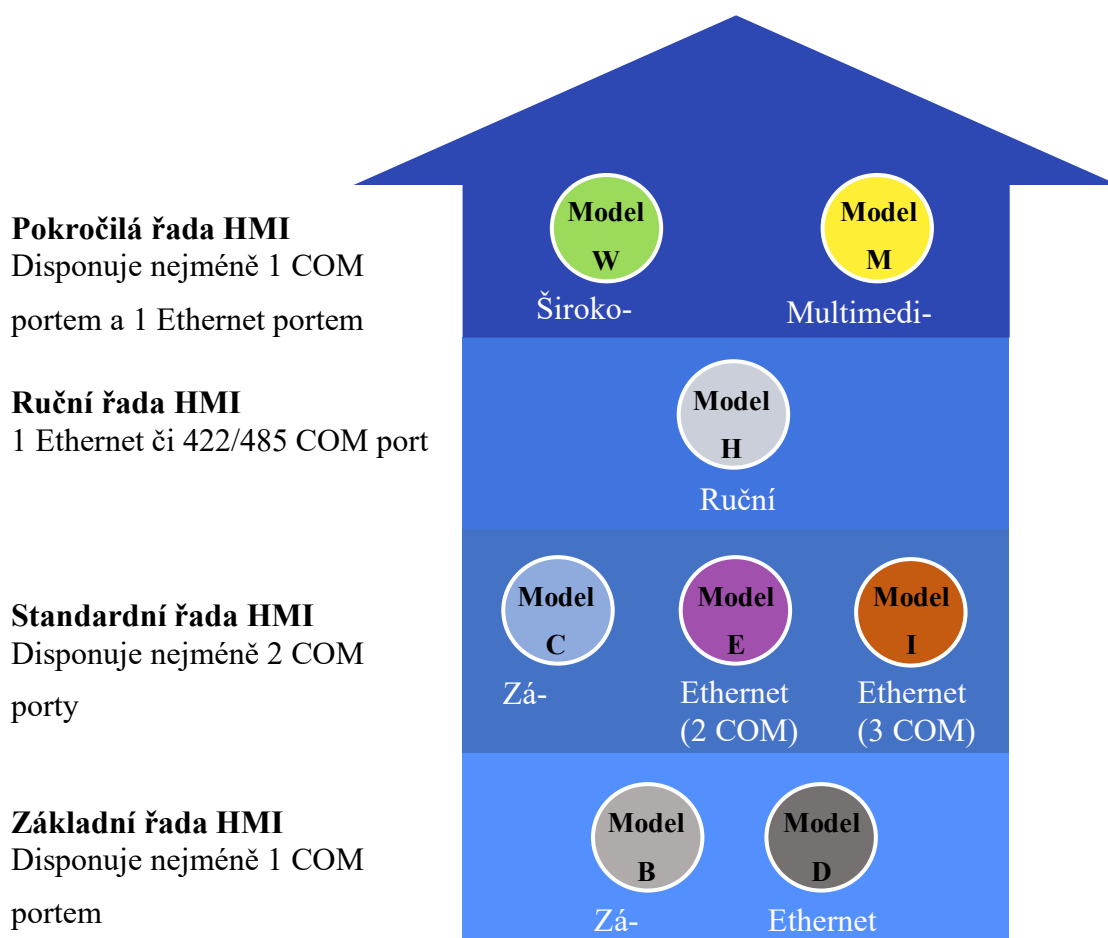 Model
W
Model
M
Široko-
Multimedi-
Pokročilá řada HMI
Disponuje nejméně 1 COM
portem a 1 Ethernet portem
Model
H
Ruční
Ruční řada HMI
1 Ethernet či 422/485 COM port
Model
C
Model
E
Model
I
Zá-
Ethernet
(2 COM)
Ethernet
(3 COM)
Standardní řada HMI
Disponuje nejméně 2 COM
porty
Model
B
Model
D
Zá-
Ethernet
Základní řada HMI
Disponuje nejméně 1 COM
portem